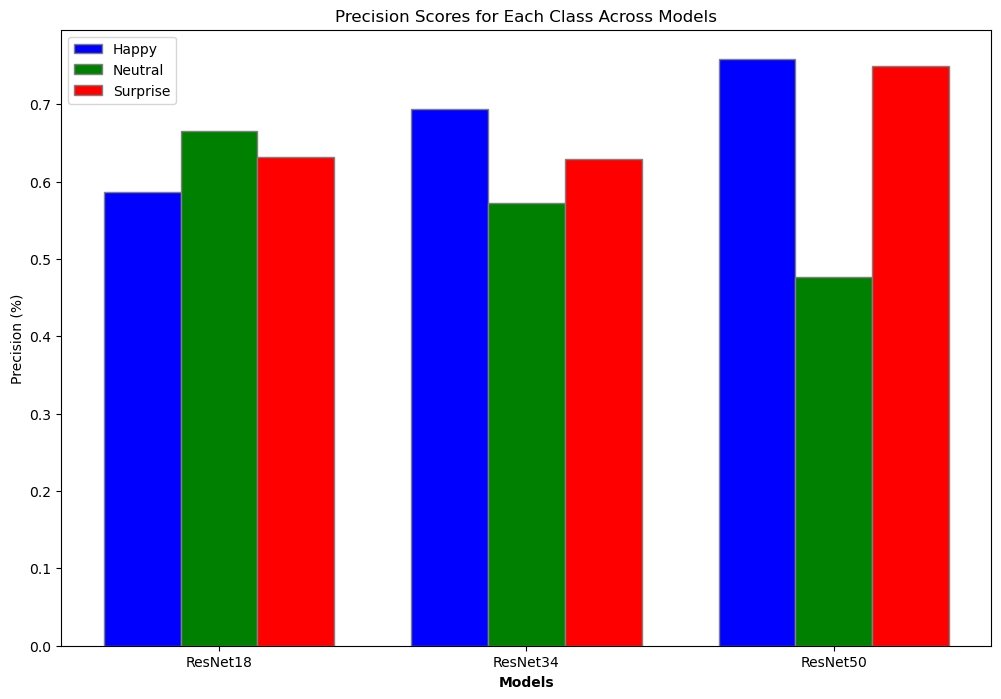 Precision Scores for Each Class Across Models
Happy
Neutral
Surprise
Precision (%)
0.7
0.6
0.5
0.4
0.3
0.2
0.1
0.0
ResNet18 ResNet34 ResNet50
Models